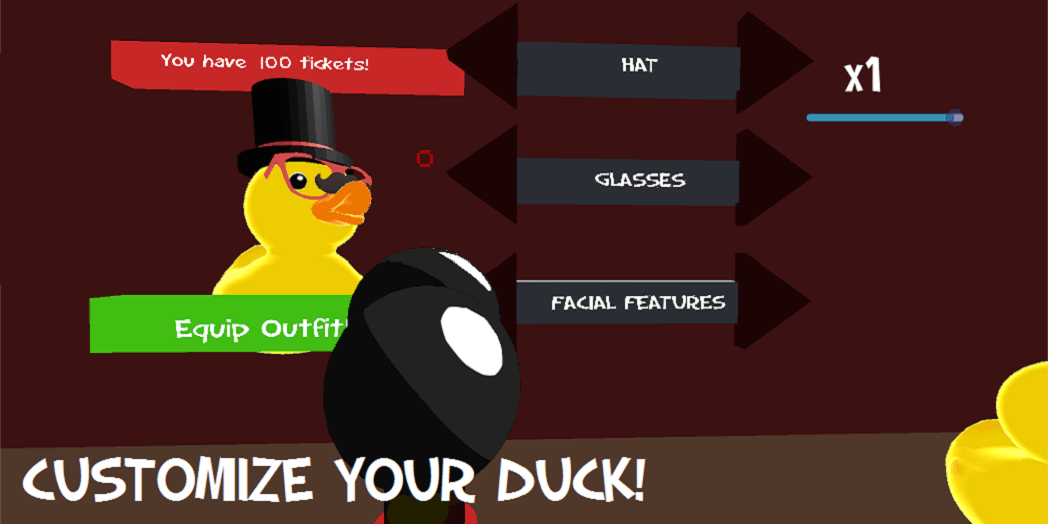 You have 100 tickets!
HAT
x1
GLASSES
FACIAL FEATURES
Equip Outfit!
CUSTOMIZE YOUR DUCK!